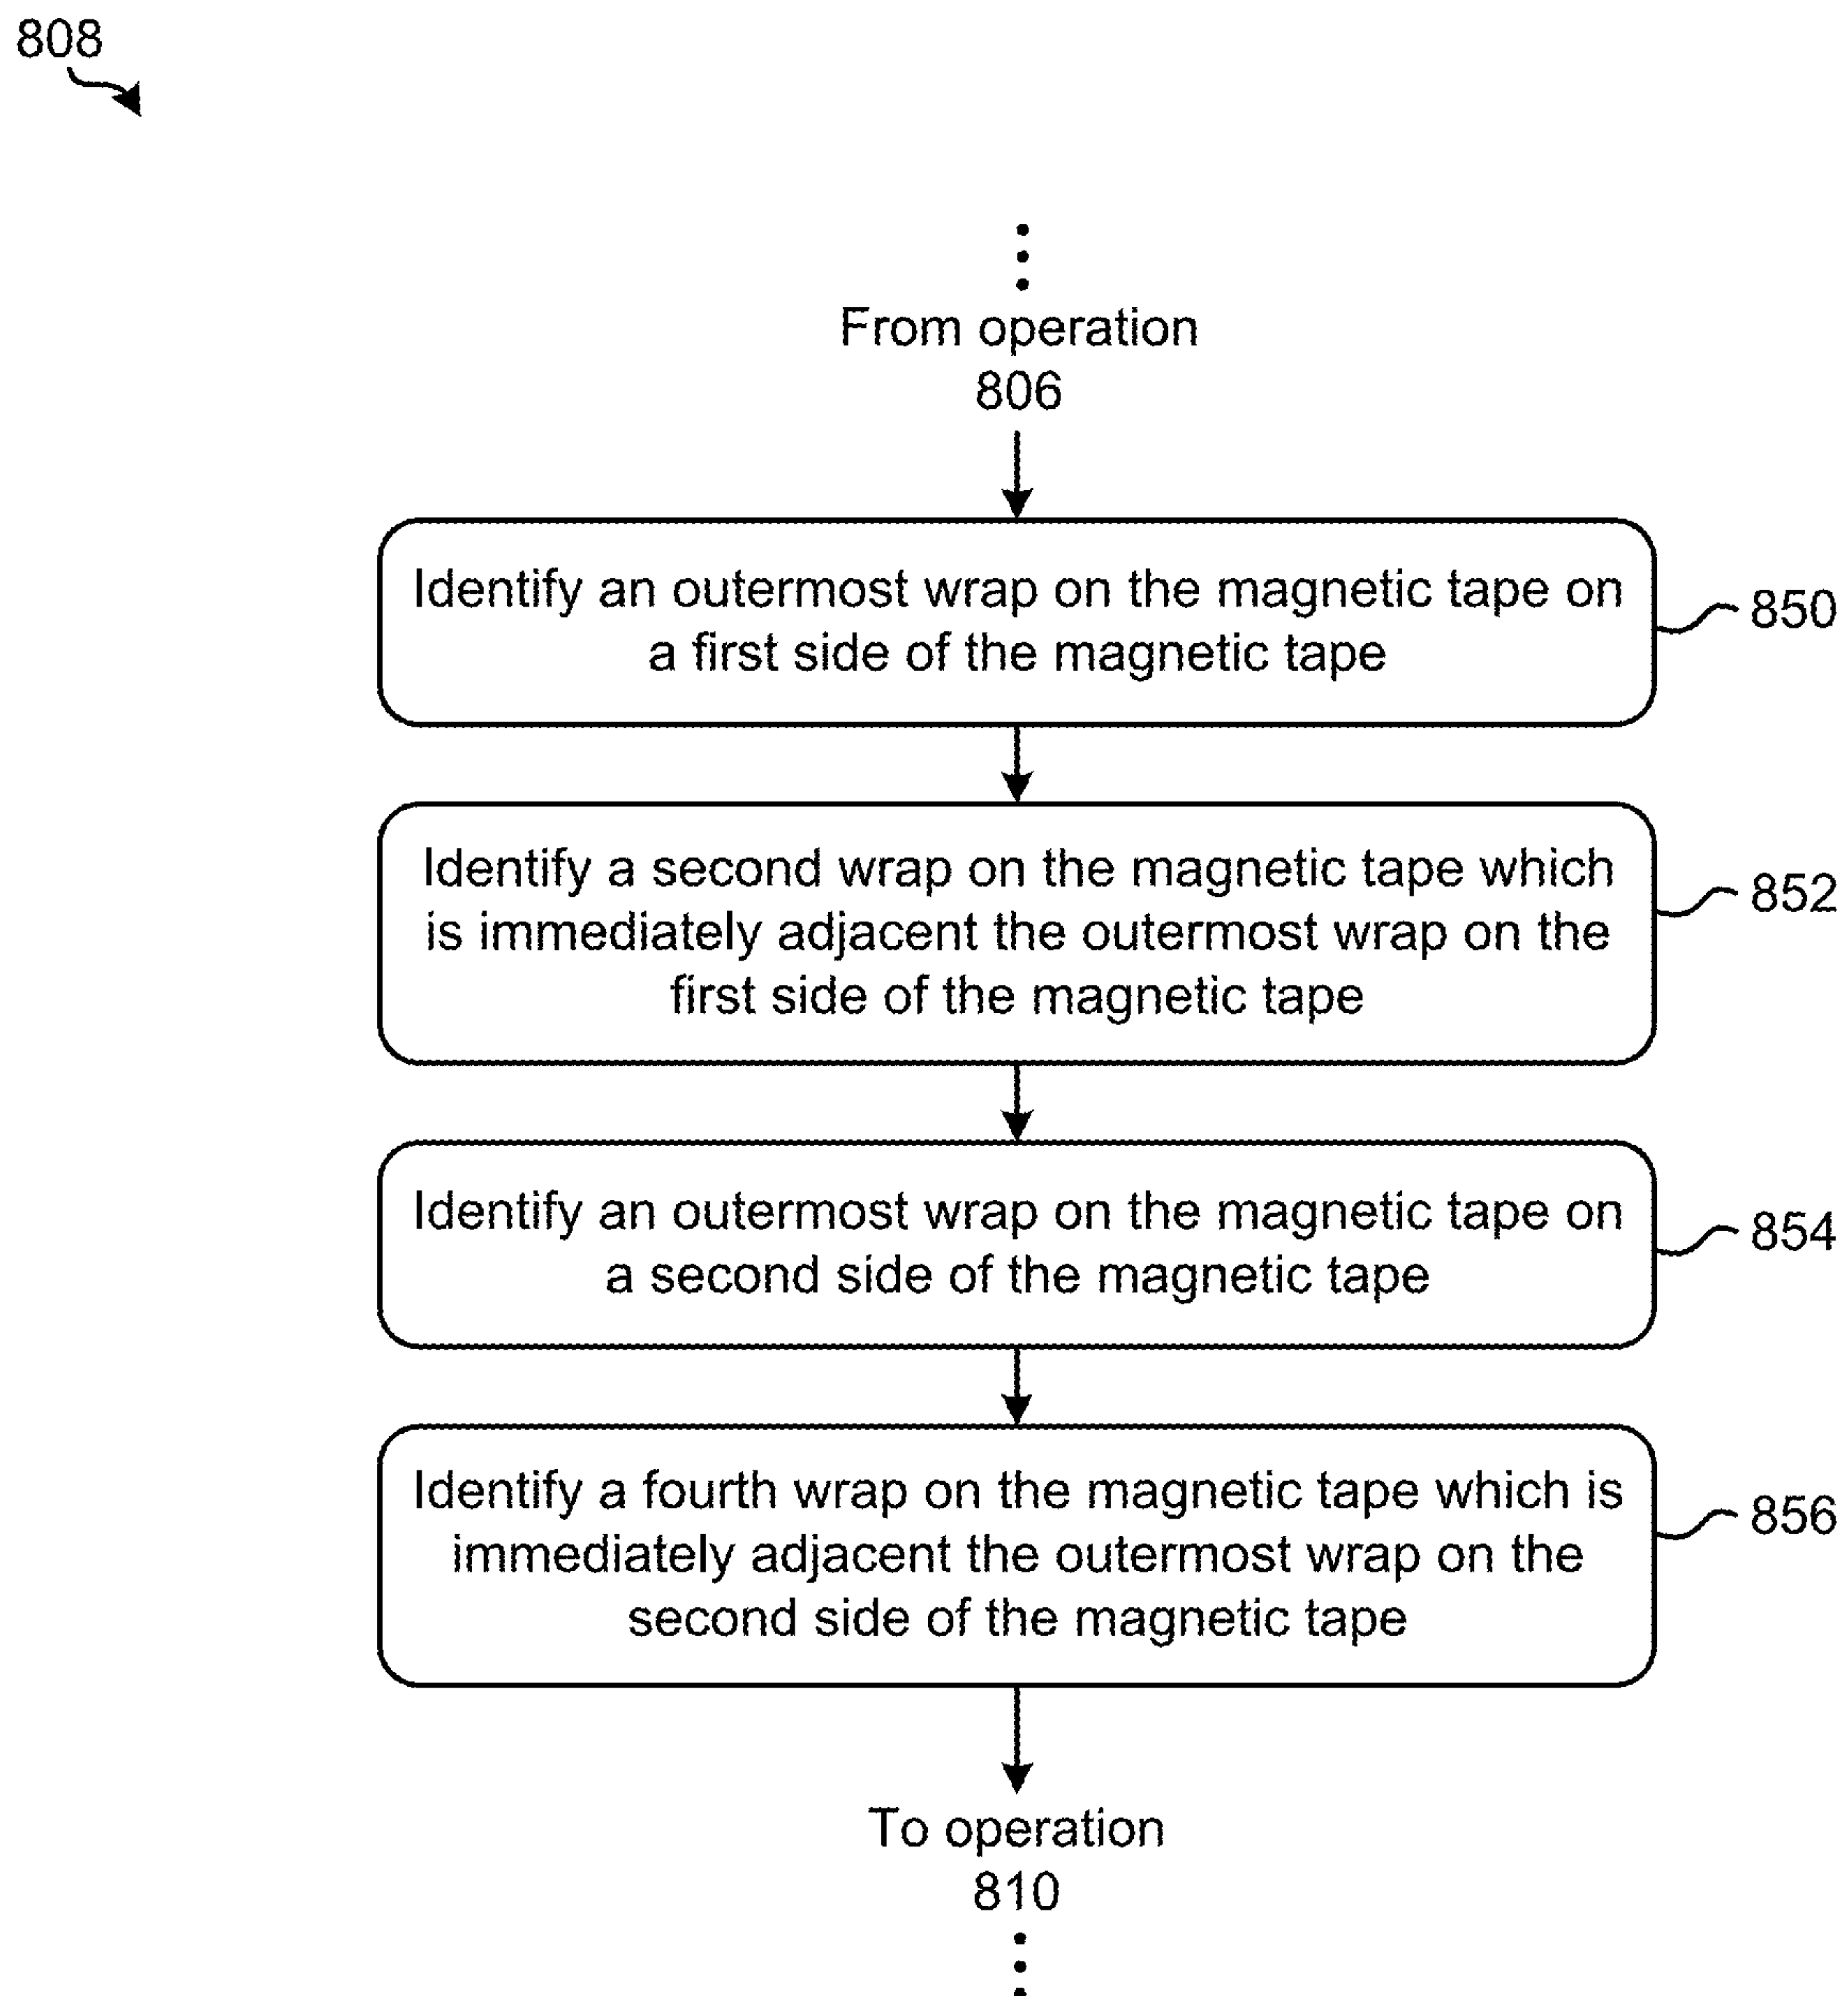 808
From operation
806
Identify an outermost wrap on the magnetic tape on
a first side of the magnetic tape
850
Identify a second wrap on the magnetic tape which
is immediately adjacent the outermost wrap on the
first side of the magnetic tape
852
Identify an outermost wrap on the magnetic tape on
a second side of the magnetic tape
854
Identify a fourth wrap on the magnetic tape which is
immediately adjacent the outermost wrap on the
second side of the magnetic tape
856
To operation
810